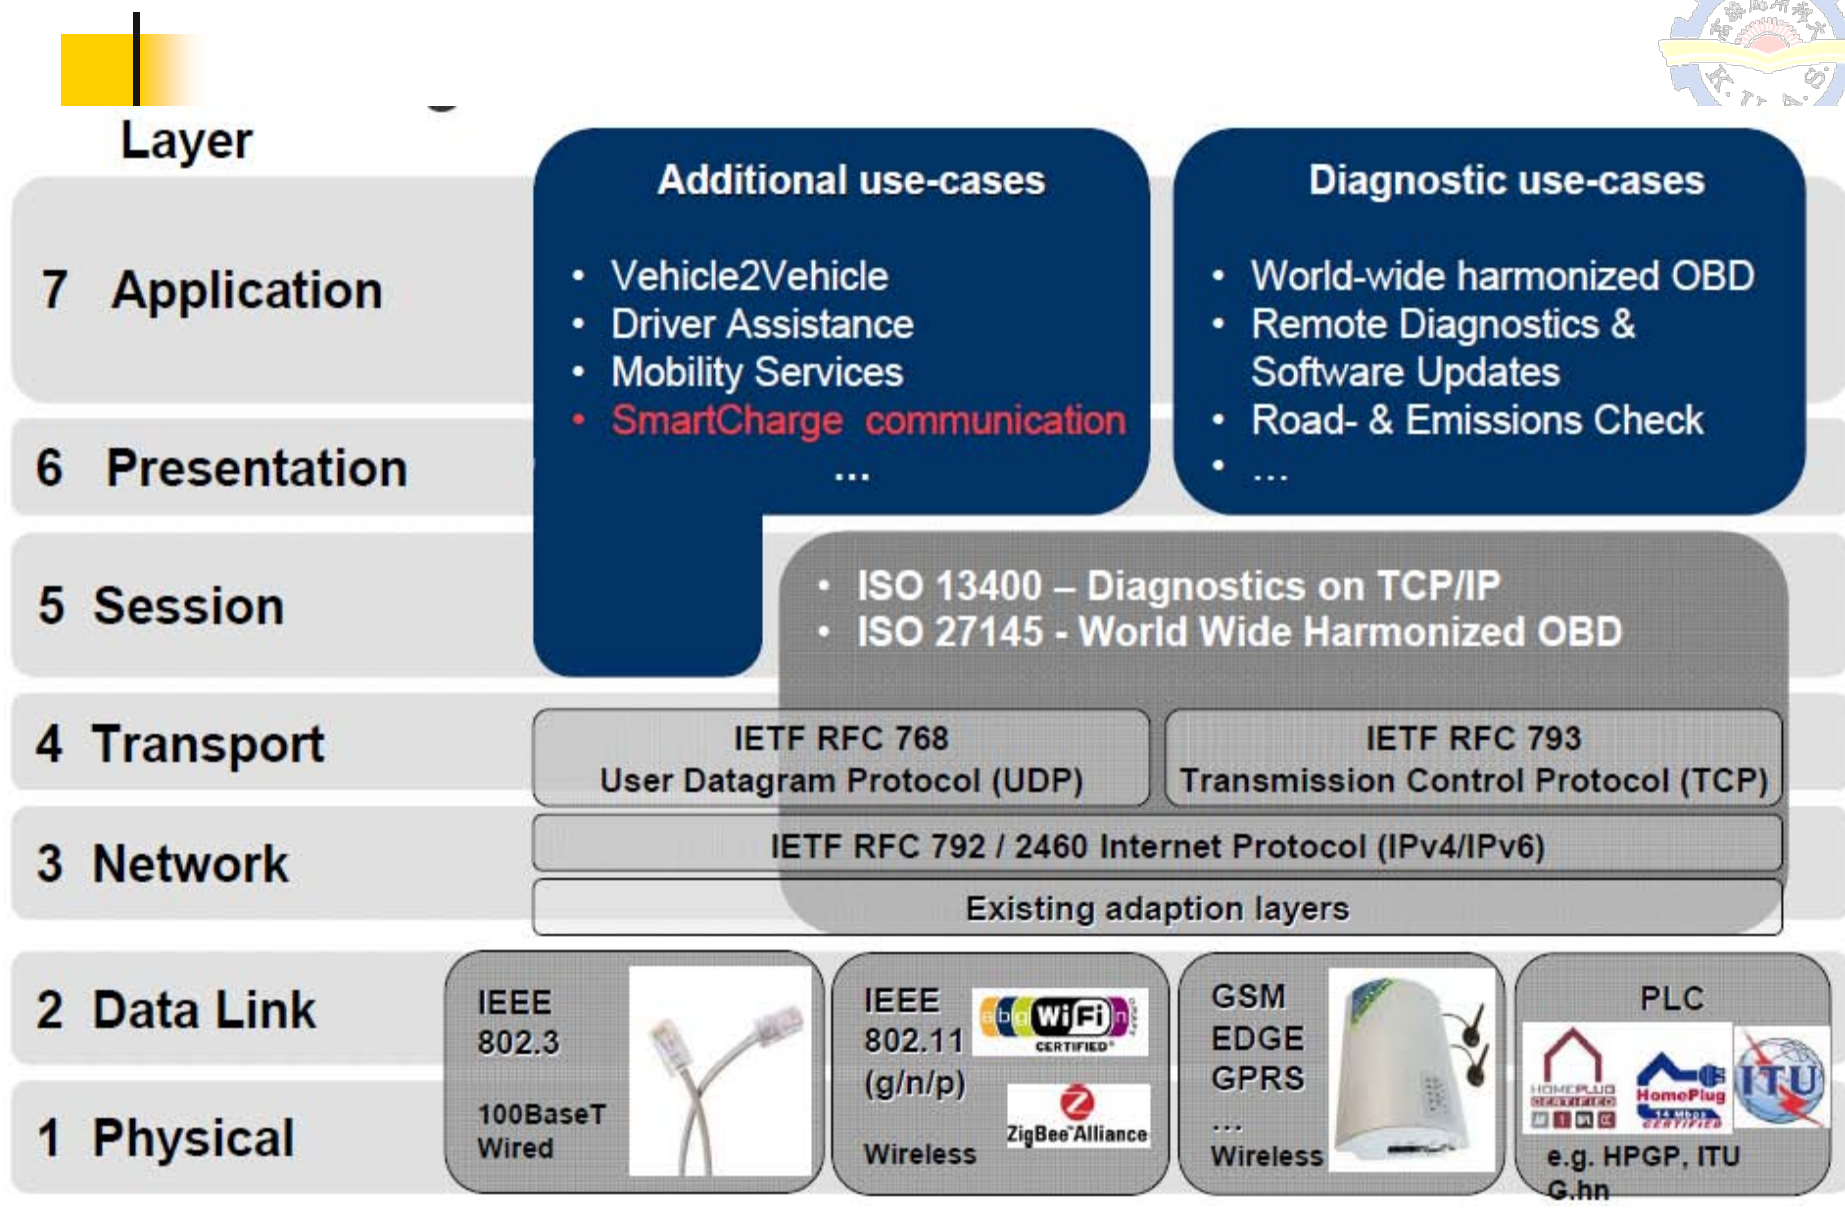 Layer
7 Application
6 Presentation
5 Session
4 Transport
3 Network
2 Data Link
1 Physical
Additional use-cases
• Vehicle2Vehicle
• Driver Assistance
• Mobility Services
• SmartCharge communication
...
Diagnostic use-cases
• World-wide harmonized OBD
• Remote Diagnostics &
Software Updates
• Road- & Emissions Check
• ...
• ISO 13400 – Diagnostics on TCP/IP
• ISO 27145 - World Wide Harmonized OBD
IETF RFC 768
User Datagram Protocol (UDP)
IETF RFC 793
Transmission Control Protocol (TCP)
IETF RFC 792 / 2460 Internet Protocol (IPv4/IPv6)
Existing adaption layers
IEEE
802.3
100BaseT
Wired
IEEE
802.11
(g/n/p)
Wireless
a b g WiFi n
CERTIFIED
ZigBee Alliance
GSM
EDGE
GPRS
...
Wireless
PLC
HOMEPLUG
CERTIFIED
HomePlug
14 Mbps
CERTIFIED
ITU
e.g. HPGP, ITU
G.hn
K. U. A. S.